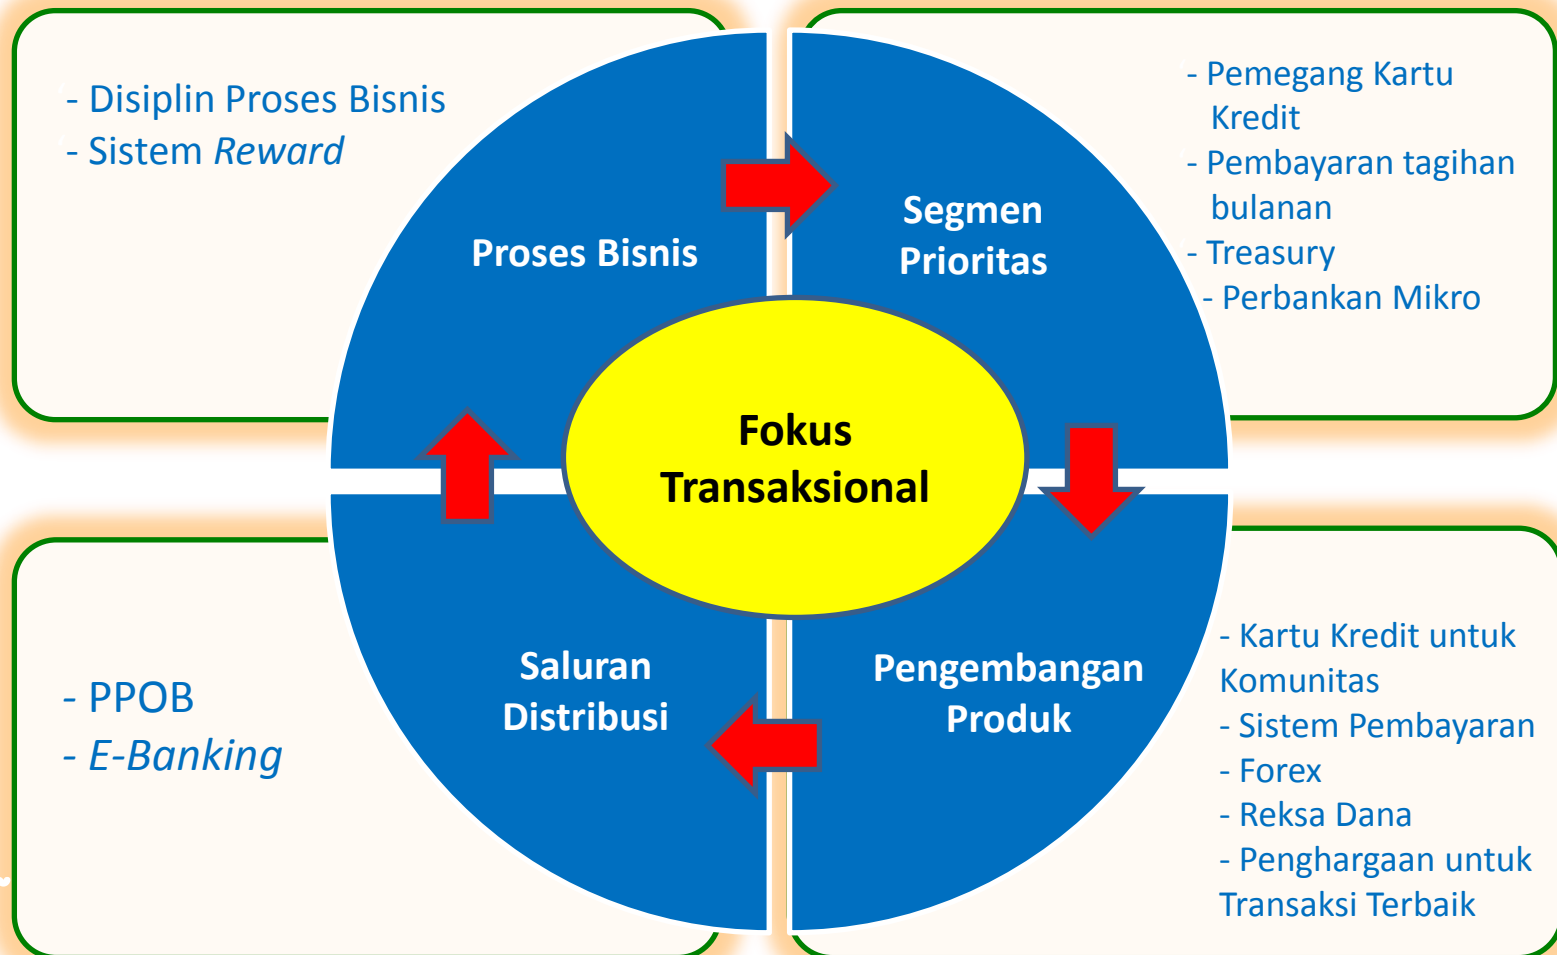 - Disiplin Proses Bisnis
- Sistem Reward
Proses Bisnis
Segmen
Prioritas
- Pemegang Kartu
Kredit
- Pembayaran tagihan
bulanan
- Treasury
- Perbankan Mikro
Fokus
Transaksional
- PPOB
- E-Banking
Saluran
Distribusi
Pengembangan
Produk
- Kartu Kredit untuk
Komunitas
- Sistem Pembayaran
- Forex
- Reksa Dana
- Penghargaan untuk
Transaksi Terbaik